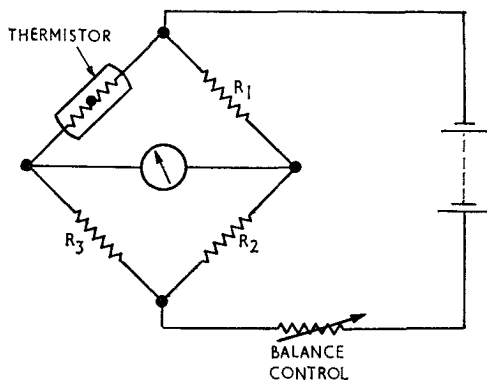 THERMISTOR
R1
R3
R2
BALANCE
CONTROL